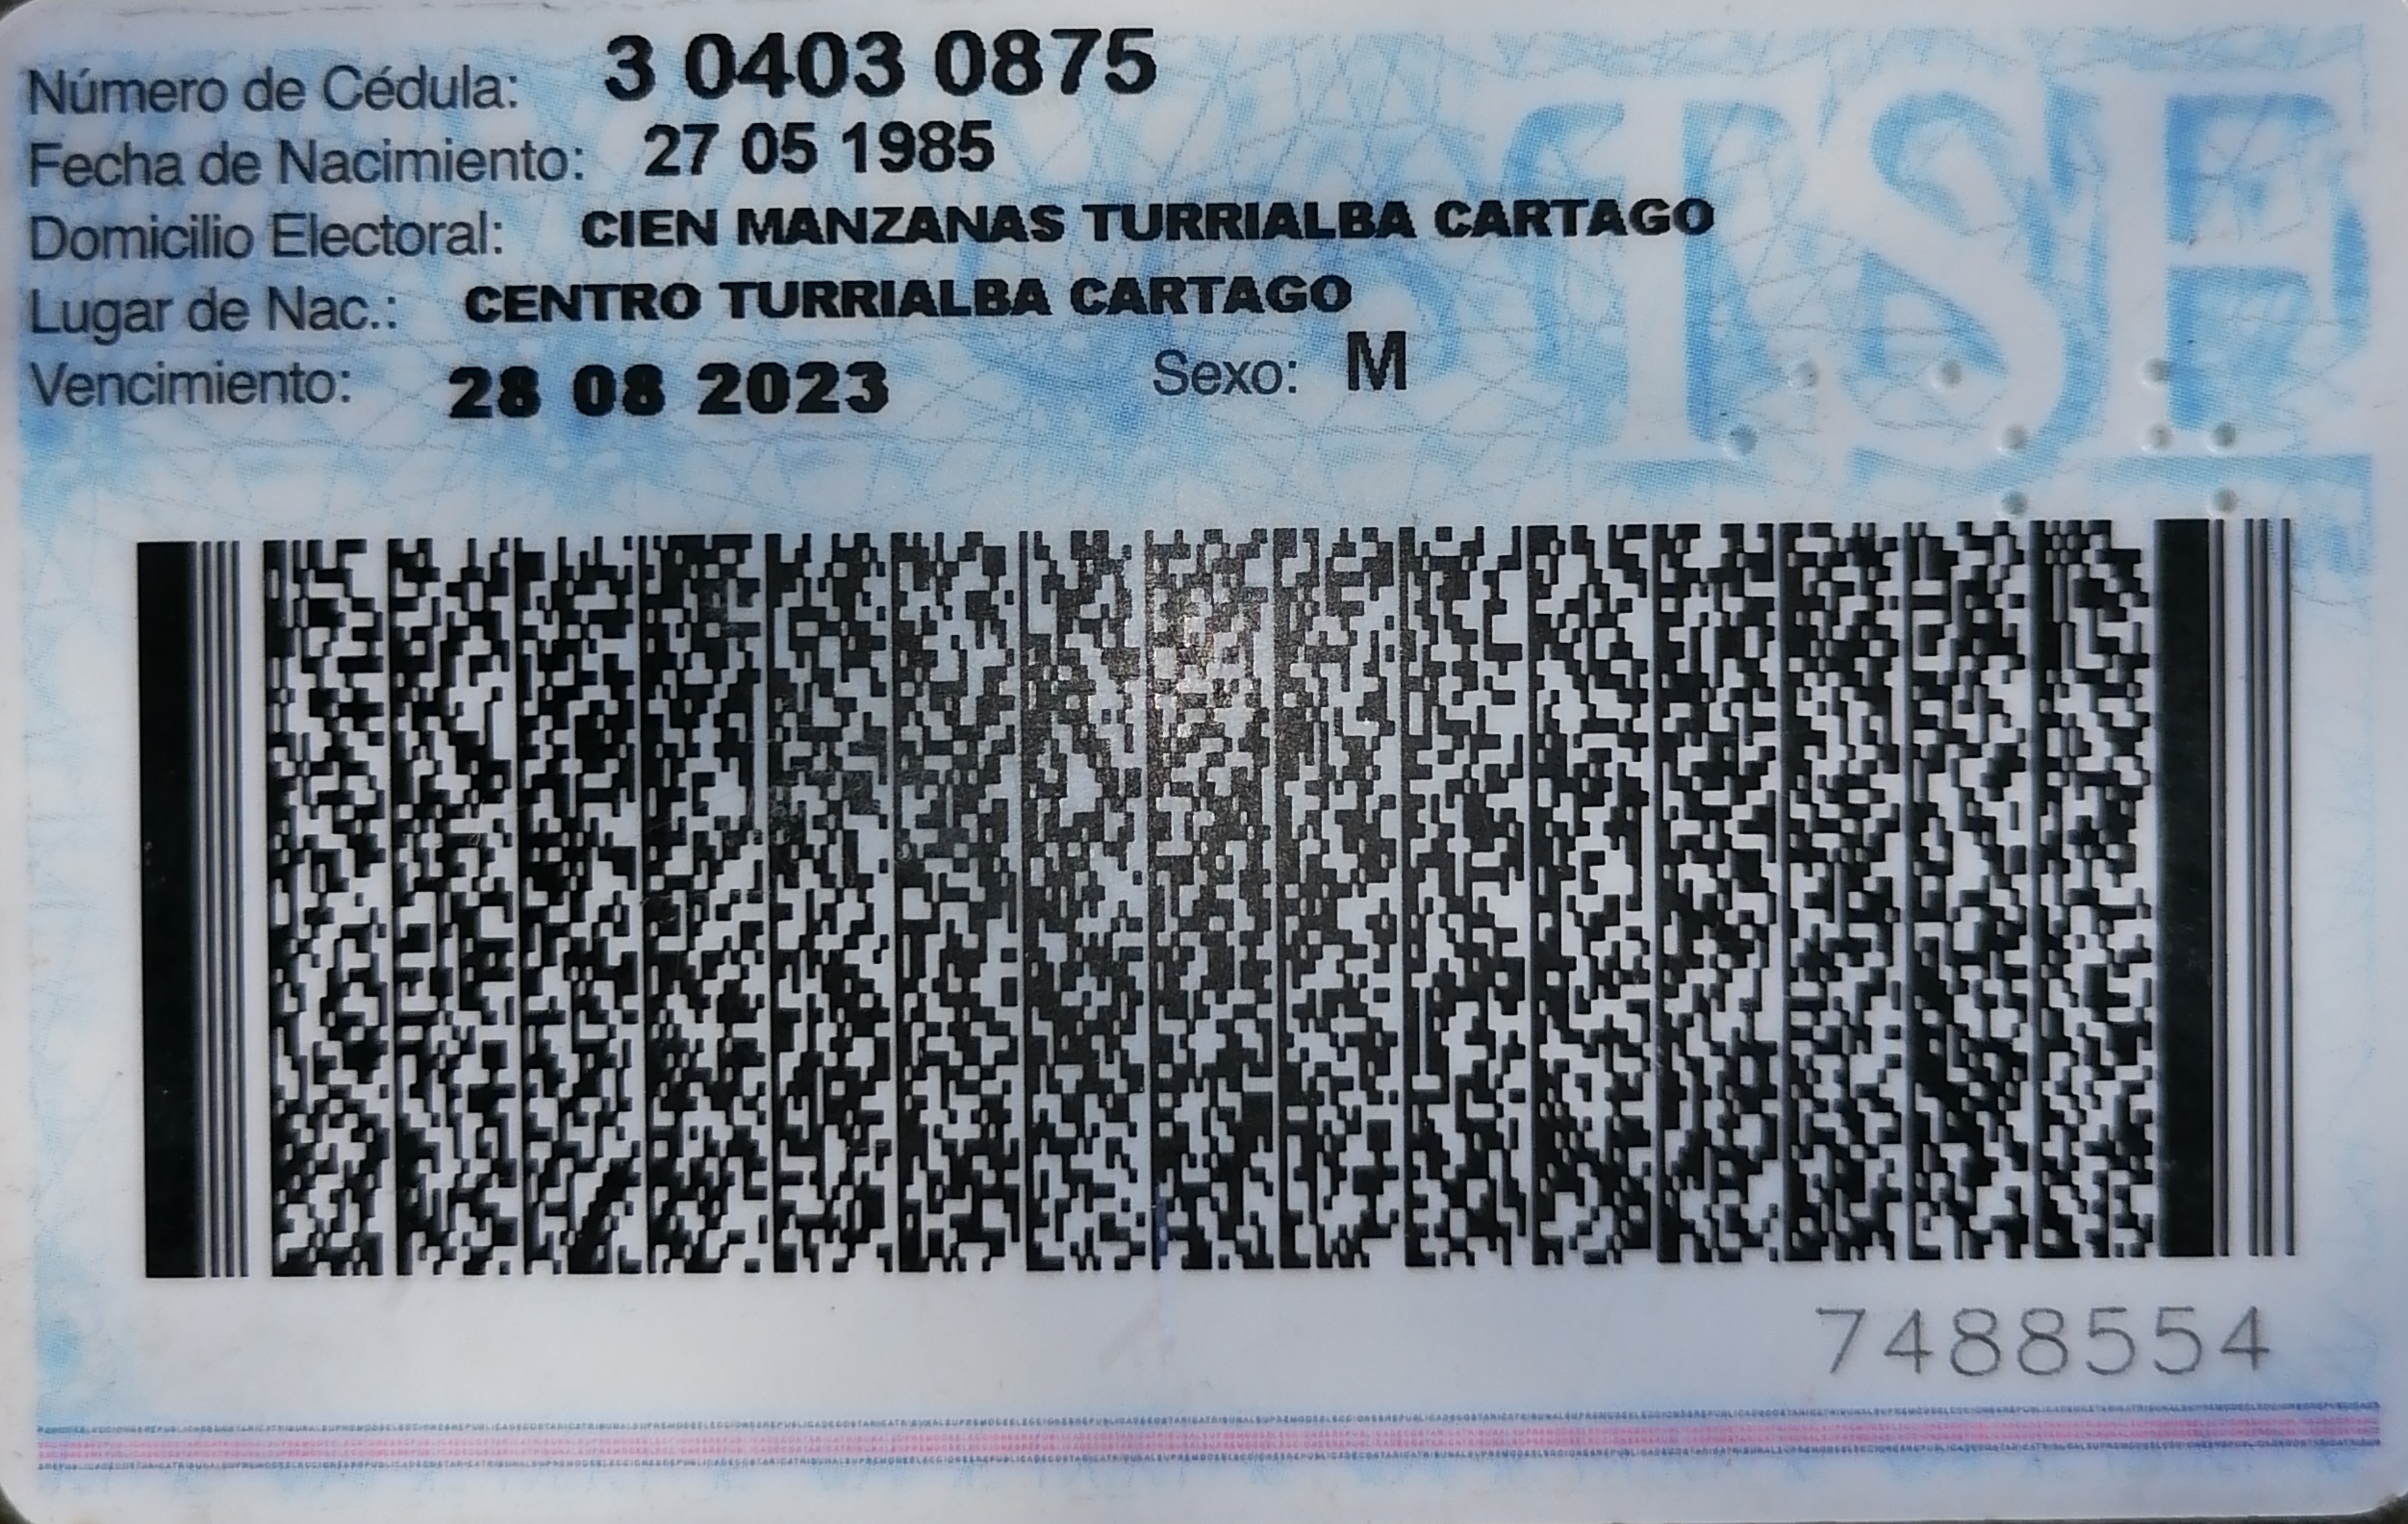 Número de Cédula: 3 0403 0875
Fecha de Nacimiento: 27 05 1985
Domicilio Electoral: CIEN MANZANAS TURRIALBA CARTAGO
Lugar de Nac.: CENTRO TURRIALBA CARTAGO
Vencimiento: 28 08 2023 Sexo: M
TSE
7488554